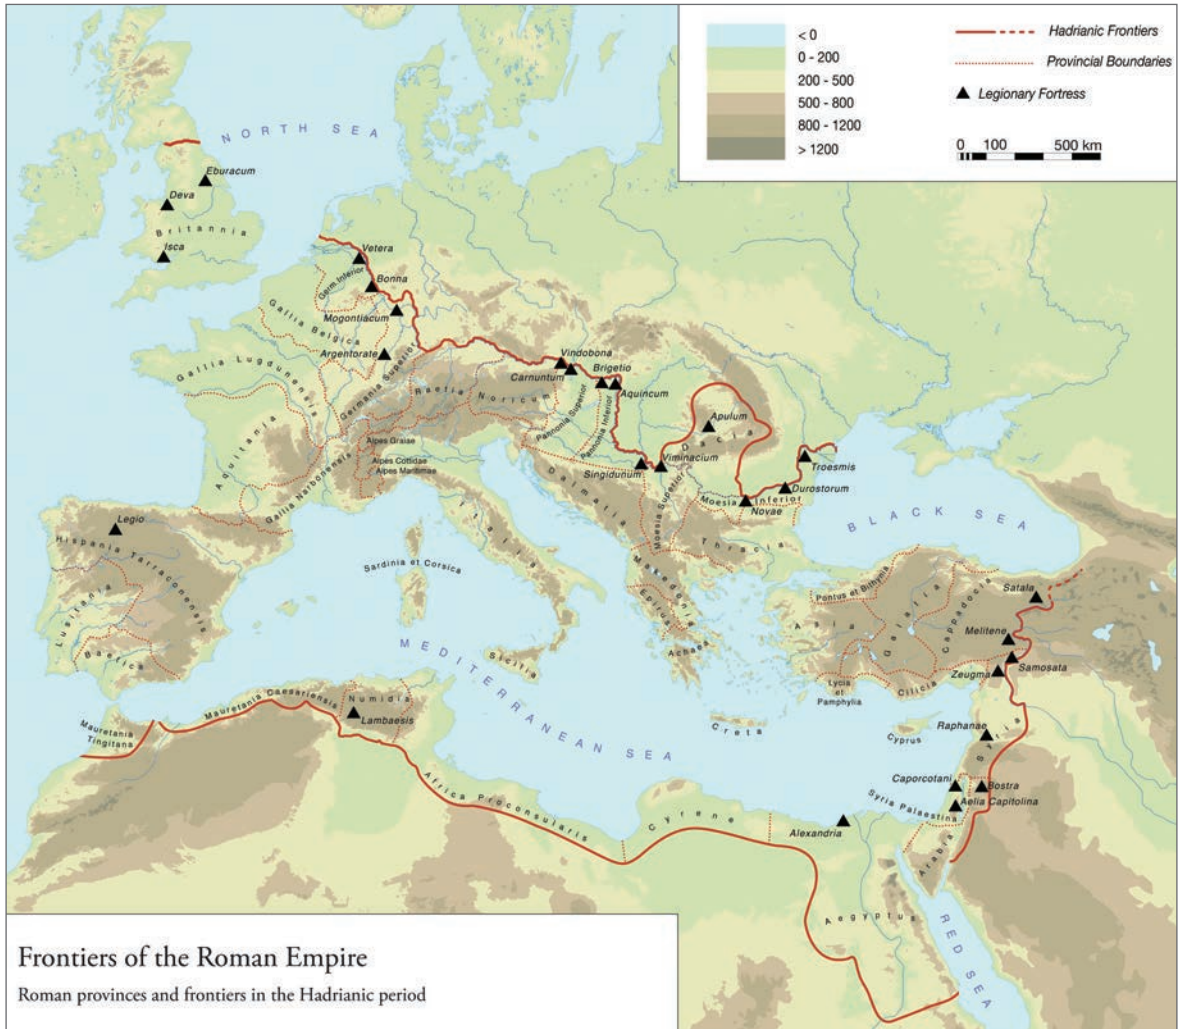 < 0
0 - 200
200 - 500
500 - 800
800 - 1200
> 1200
Hadrianic Frontiers
Provincial Boundaries
Legionary Fortress
0 100 500 km
NORTH SEA
Eburacum
Deva
Britannia
Isca
Vetera
Germ Inferior
Bonna
Gallia Belgica
Mogontiacum
Argentorate
Gallia Lugdunensis
Germania Superior
Raetia
Noricum
Vindobona
Carnuntum
Brigetio
Aquincum
Pannonia Superior
Pannonia Inferior
Apulum
Dacia
Aquitania
Alpes Graiae
Alpes Cottidae
Alpes Maritimae
Gallia Narbonensis
Singidunum
Viminacium
Troesmis
Durostorum
Moesia Inferior
Novae
Moesia Superior
Dalmatia
Italia
Thracia
BLACK SEA
Legio
Hispania Tarraconensis
Lusitania
Baetica
Sardinia et Corsica
Makedonia
Epirus
Achaea
Sicilia
MEDITERRANEAN SEA
Creta
Pontus et Bithynia
Asia
Galatia
Cappadocia
Satala
Melitene
Samosata
Zeugma
Cilicia
Lycia
et
Pamphylia
Cyprus
Raphanae
Syria
Mauretania
Tingitana
Mauretania Caesariensis
Numidia
Lambaesis
Africa Proconsularis
Cyrene
Alexandria
Caporcotani
Bostra
Aelia Capitolina
Syria Palaestina
Arabia
Aegyptus
RED SEA
Frontiers of the Roman Empire
Roman provinces and frontiers in the Hadrianic period